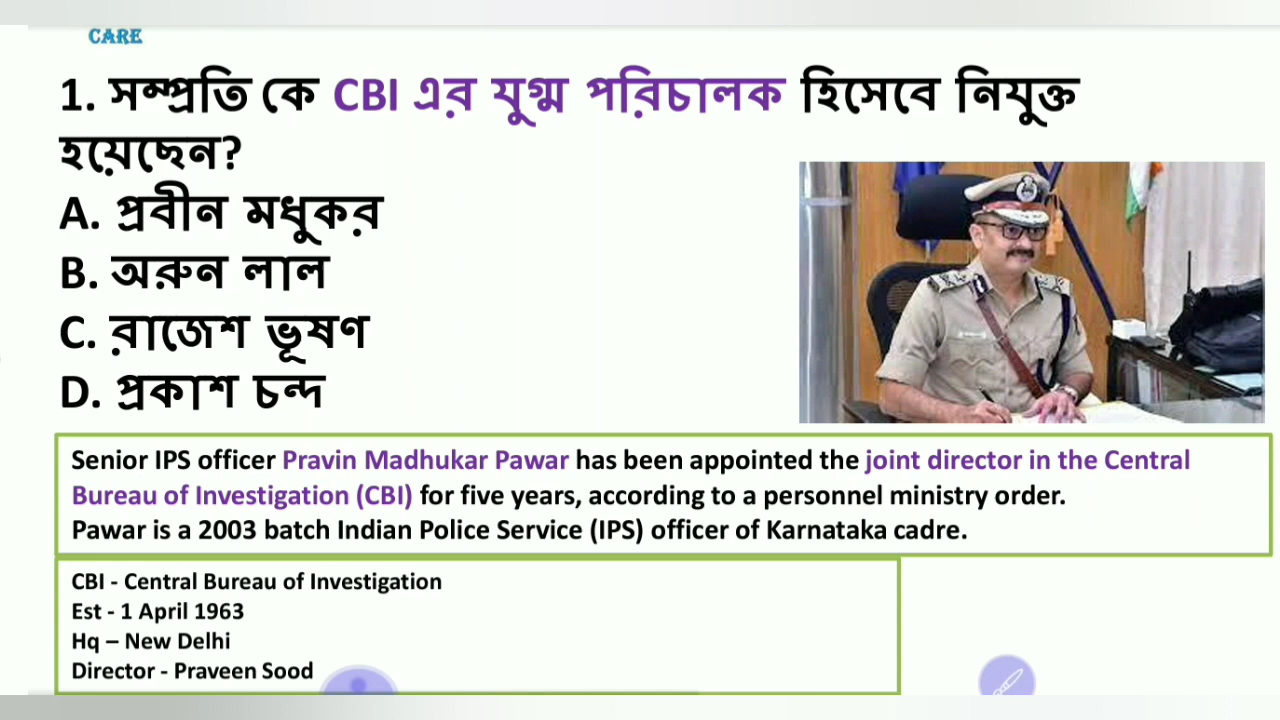 CARE
1. সম্প্রতি কে CBI এর যুগ্ম পরিচালক হিসেবে নিযুক্ত
হয়েছেন?
A. প্রবীন মধুকর
B. অরুন লাল
C. রাজেশ ভূষণ
D. প্রকাশ চন্দ
Senior IPS officer Pravin Madhukar Pawar has been appointed the joint director in the Central
Bureau of Investigation (CBI) for five years, according to a personnel ministry order.
Pawar is a 2003 batch Indian Police Service (IPS) officer of Karnataka cadre.
CBI - Central Bureau of Investigation
Est - 1 April 1963
Hq – New Delhi
Director - Praveen Sood